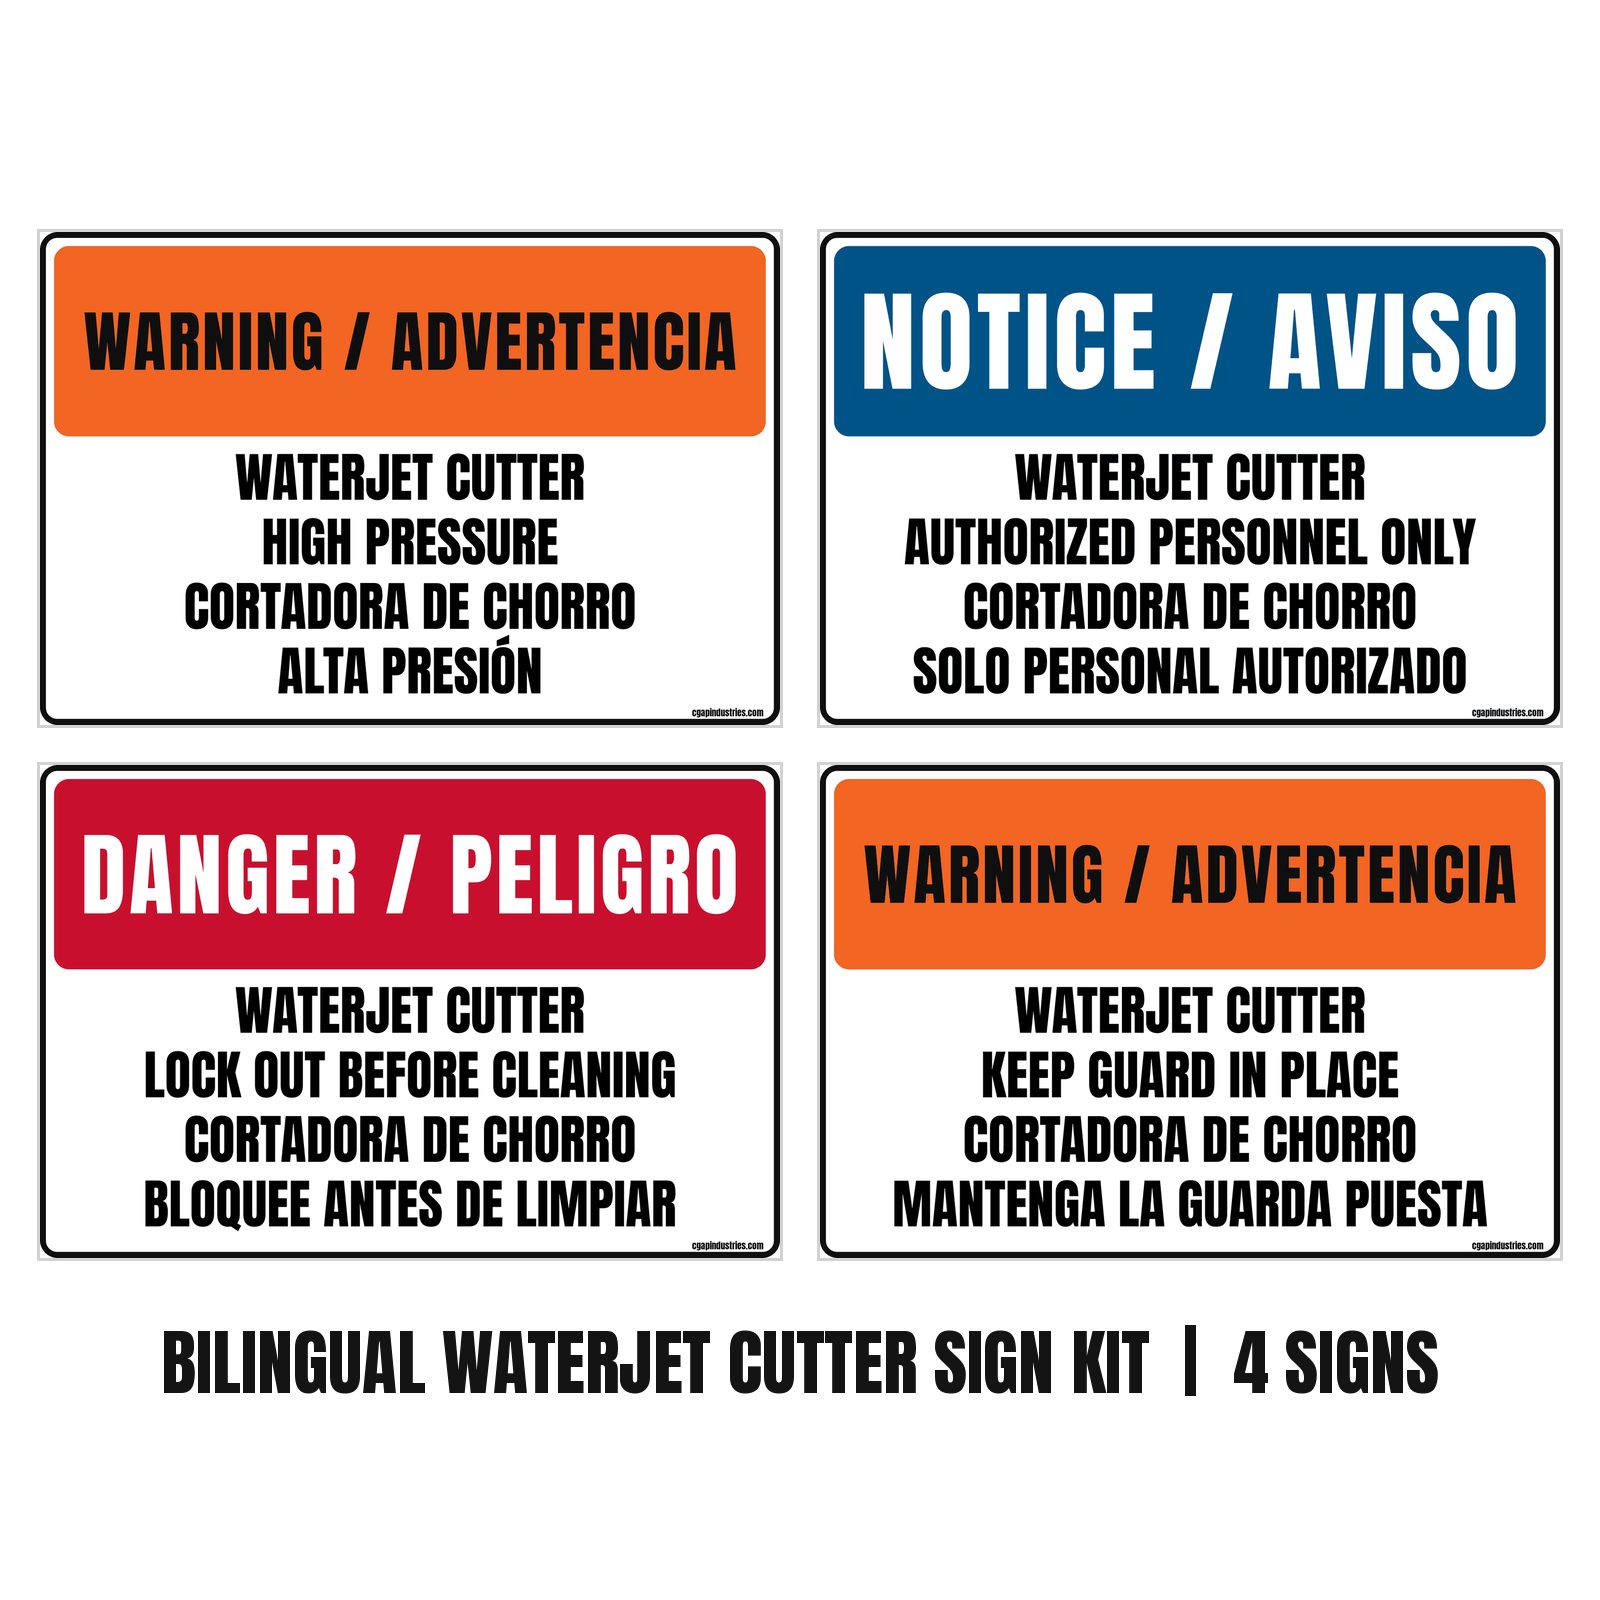 WARNING / ADVERTENCIA
WATERJET CUTTER
HIGH PRESSURE
CORTADORA DE CHORRO
ALTA PRESIÓN
cgapindustries.com
NOTICE / AVISO
WATERJET CUTTER
AUTHORIZED PERSONNEL ONLY
CORTADORA DE CHORRO
SOLO PERSONAL AUTORIZADO
cgapindustries.com
DANGER / PELIGRO
WATERJET CUTTER
LOCK OUT BEFORE CLEANING
CORTADORA DE CHORRO
BLOQUEE ANTES DE LIMPIAR
cgapindustries.com
WARNING / ADVERTENCIA
WATERJET CUTTER
KEEP GUARD IN PLACE
CORTADORA DE CHORRO
MANTENGA LA GUARDA PUESTA
cgapindustries.com
BILINGUAL WATERJET CUTTER SIGN KIT | 4 SIGNS